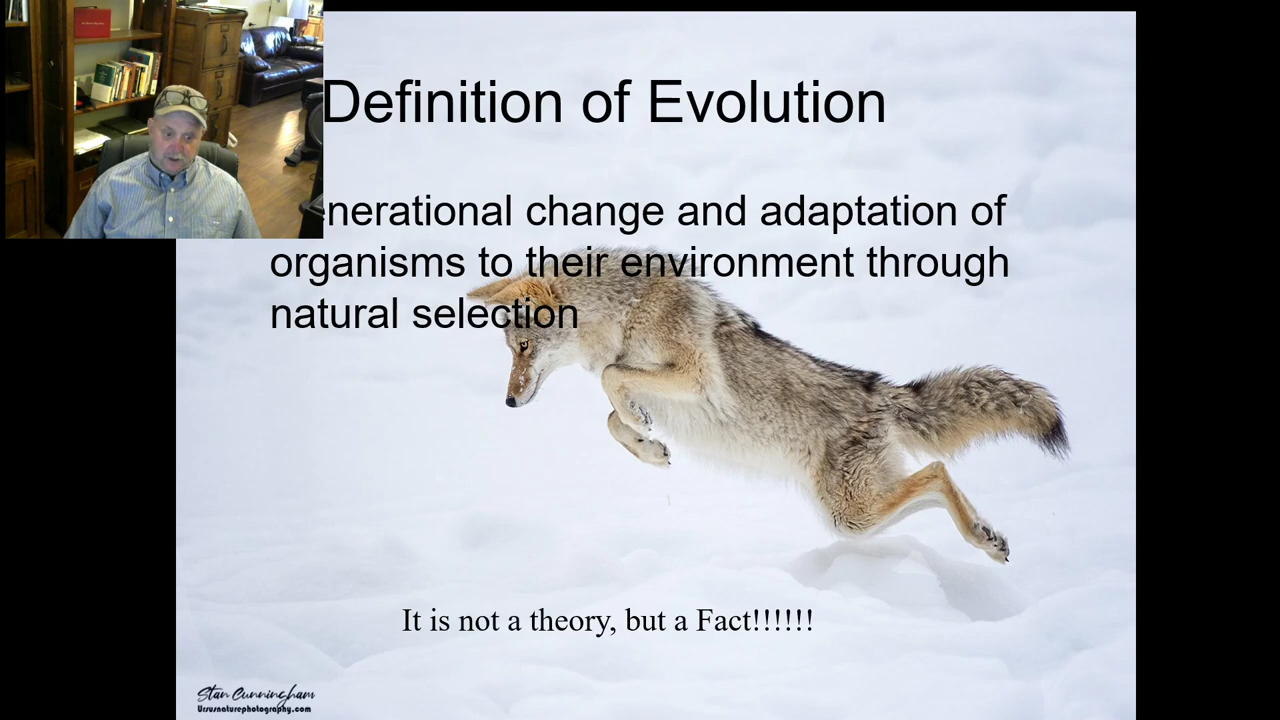 Definition of Evolution
enerational change and adaptation of
organisms to their environment through
natural selection
It is not a theory, but a Fact!!!!!!
Stan Cunningham
Ursusnaturephotography.com